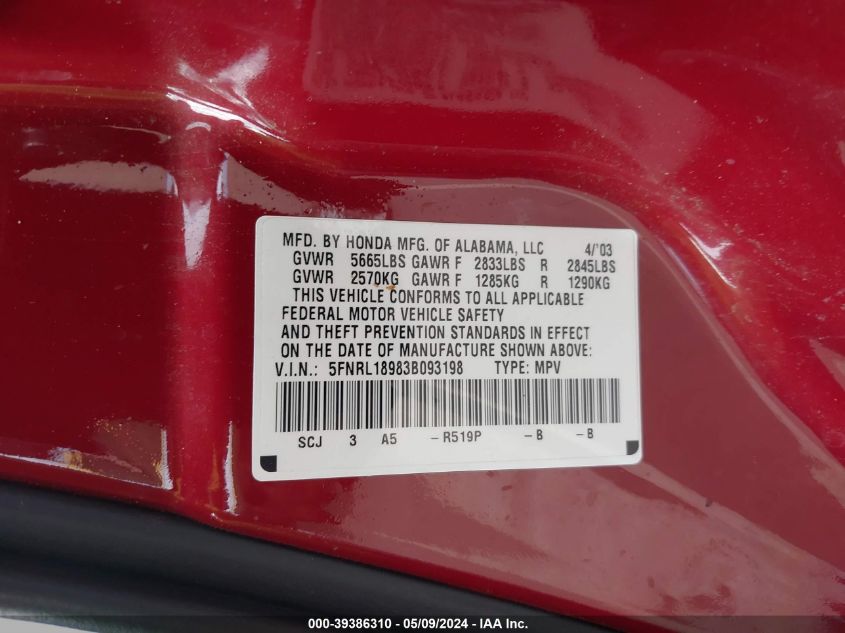 MFD. BY HONDA MFG. OF ALABAMA, LLC 4/'03
GVWR 5665LBS GAWR F 2833LBS R 2845LBS
GVWR 2570KG GAWR F 1285KG R 1290KG
THIS VEHICLE CONFORMS TO ALL APPLICABLE
FEDERAL MOTOR VEHICLE SAFETY
AND THEFT PREVENTION STANDARDS IN EFFECT
ON THE DATE OF MANUFACTURE SHOWN ABOVE:
V.I.N.: 5FNRL18983B093198 TYPE: MPV
SCJ 3 A5 -R519P -B -B
000-39386310 - 05/09/2024 - IAA Inc.